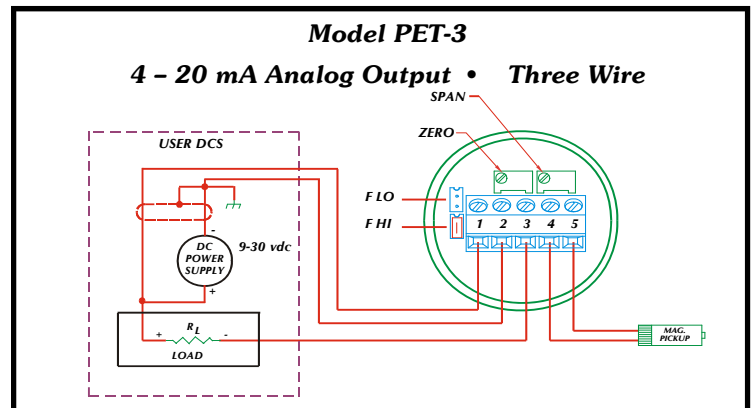 Model PET-3
4 – 20 mA Analog Output • Three Wire
SPAN
ZERO
USER DCS
F LO
F HI
1 2 3 4 5
-
DC
POWER
SUPPLY
9-30 vdc
+
+ RL -
LOAD
MAG.
PICKUP